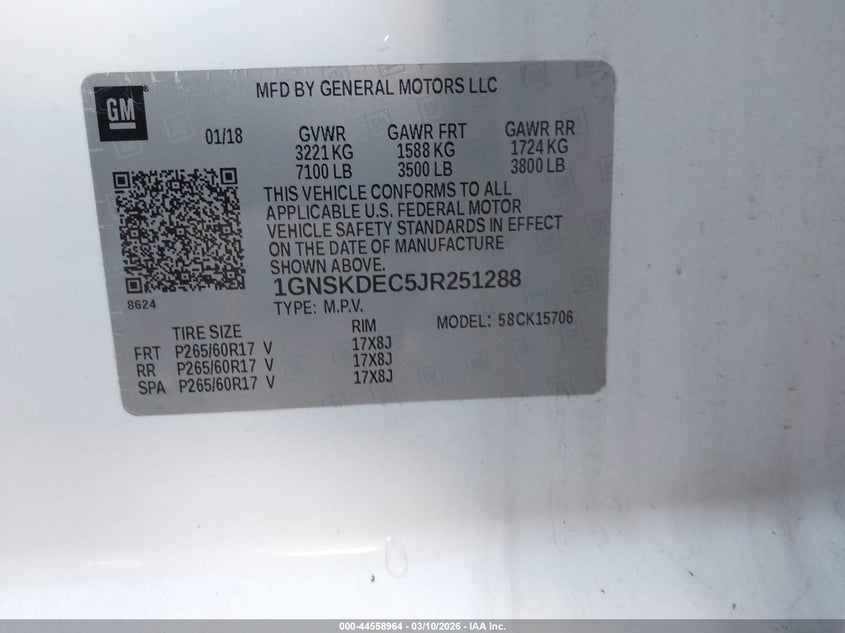 MFD BY GENERAL MOTORS LLC
GM
01/18
GVWR GAWR FRT GAWR RR
3221 KG 1588 KG 1724 KG
7100 LB 3500 LB 3800 LB
THIS VEHICLE CONFORMS TO ALL
APPLICABLE U.S. FEDERAL MOTOR
VEHICLE SAFETY STANDARDS IN EFFECT
ON THE DATE OF MANUFACTURE
SHOWN ABOVE.
1GNSKDEC5JR251288
8624
TYPE: M.P.V.
MODEL: 58CK15706
TIRE SIZE RIM
FRT P265/60R17 V 17X8J
RR P265/60R17 V 17X8J
SPA P265/60R17 V 17X8J
000-44558964 — 03/10/2026 — IAA Inc.